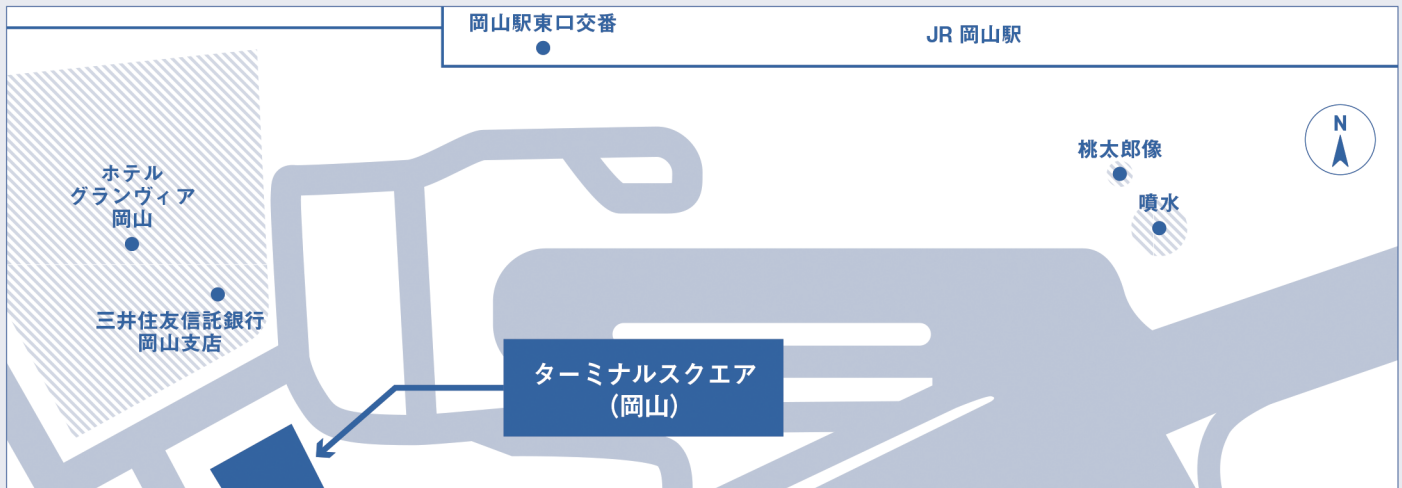 岡山駅東口交番
JR 岡山駅
N
桃太郎像
噴水
ホテル
グランヴィア
岡山
三井住友信託銀行
岡山支店
ターミナルスクエア
(岡山)